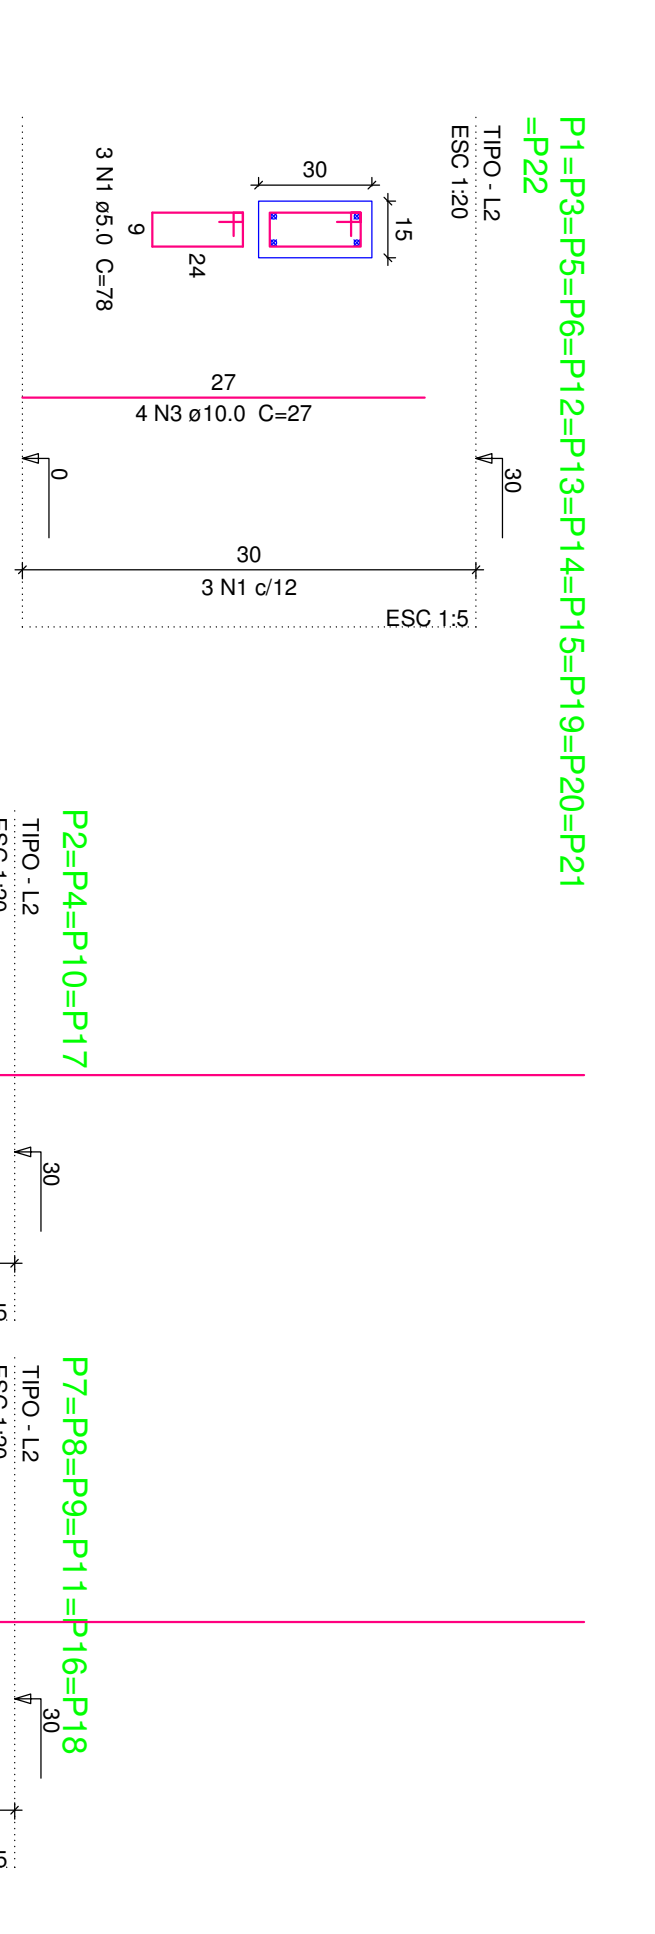 P1=P3=P5=P6=P12=P13=P14=P15=P19=P20=P21
=P22
TIPO - L2
ESC 1:20
30
15
24
9
3 N1 ø5.0 C=78
27
4 N3 ø10.0 C=27
30
0
30
3 N1 c/12
ESC 1:5
P2=P4=P10=P17
TIPO - L2
30
P7=P8=P9=P11=P16=P18
TIPO - L2
30